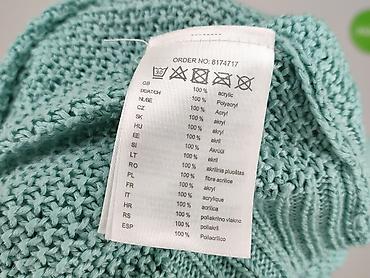 ORDER NO: 8174717
GB 100 % acrylic
DE/AT/CH 100 % Polyacryl
NL/BE 100 % Acryl
CZ 100 % akryl
SK 100 % akryl
HU 100 % akril
EE 100 % Akrüül
SI 100 % akril
LT 100 % akrilinis pluoštas
RO 100 % fibre acrilice
PL 100 % akryl
FR 100 % acrylique
IT 100 % acrilico
HR 100 % poliakrilno vlakno
RS 100 % poliakril
ESP 100 % Poliacrílico